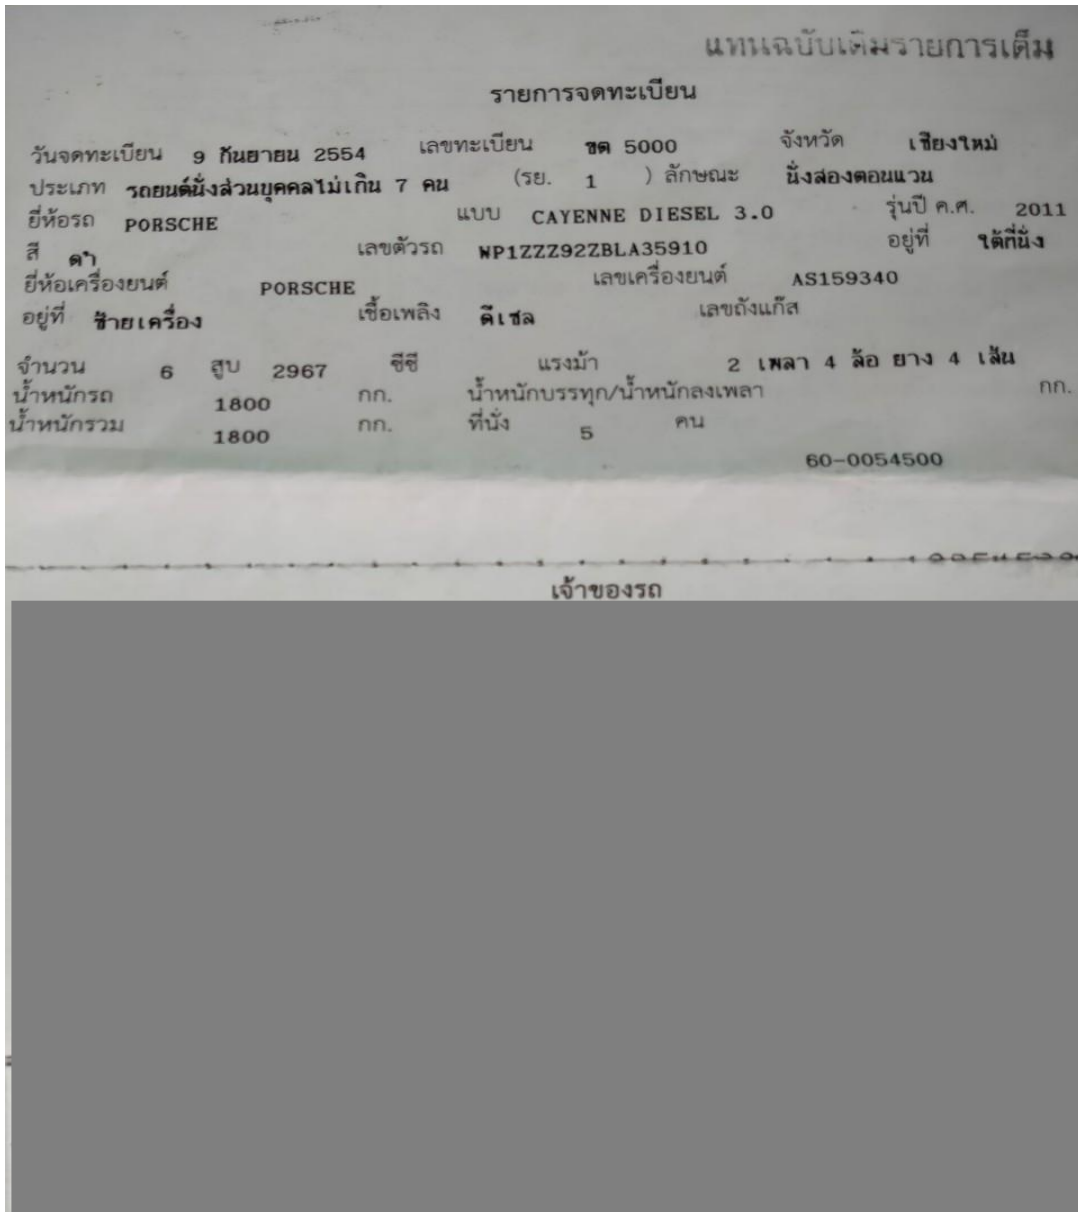 แทนฉบับเดิมรายการเต็ม
รายการจดทะเบียน
วันจดทะเบียน 9 กันยายน 2554 เลขทะเบียน ขต 5000 จังหวัด เชียงใหม่
ประเภท รถยนต์นั่งส่วนบุคคลไม่เกิน 7 คน (รย. 1 ) ลักษณะ นั่งสองตอนแวน
ยี่ห้อรถ PORSCHE แบบ CAYENNE DIESEL 3.0 รุ่นปี ค.ศ. 2011
สี ดำ เลขตัวรถ WP1ZZZ92ZBLA35910 อยู่ที่ ใต้ที่นั่ง
ยี่ห้อเครื่องยนต์ PORSCHE เลขเครื่องยนต์ AS159340
อยู่ที่ ซ้ายเครื่อง เชื้อเพลิง ดีเซล เลขถังแก๊ส
จำนวน 6 สูบ 2967 ซีซี แรงม้า 2 เพลา 4 ล้อ ยาง 4 เส้น
น้ำหนักรถ 1800 กก. น้ำหนักบรรทุก/น้ำหนักลงเพลา กก.
น้ำหนักรวม 1800 กก. ที่นั่ง 5 คน
60-0054500
เจ้าของรถ